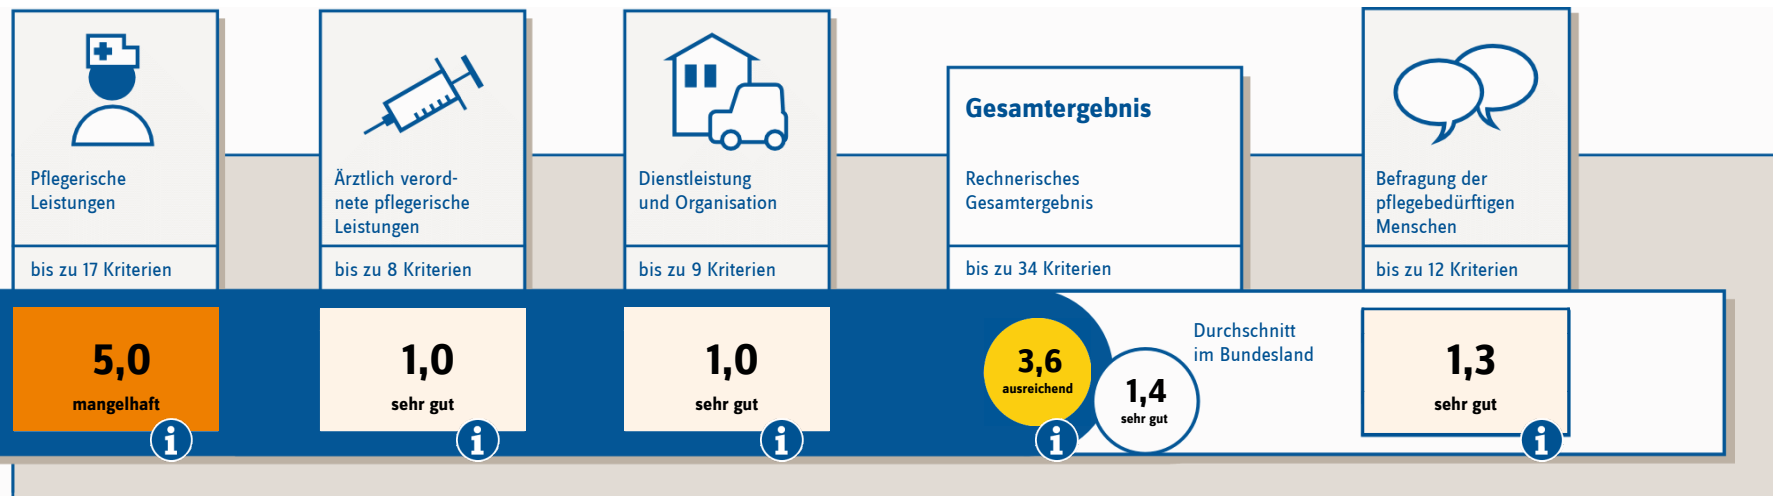 Pflegerische
Leistungen
bis zu 17 Kriterien
5,0
mangelhaft
i
Ärztlich verord-
nete pflegerische
Leistungen
bis zu 8 Kriterien
1,0
sehr gut
i
Dienstleistung
und Organisation
bis zu 9 Kriterien
1,0
sehr gut
i
Gesamtergebnis
Rechnerisches
Gesamtergebnis
bis zu 34 Kriterien
3,6
ausreichend
i
1,4
sehr gut
Durchschnitt
im Bundesland
Befragung der
pflegebedürftigen
Menschen
bis zu 12 Kriterien
1,3
sehr gut
i